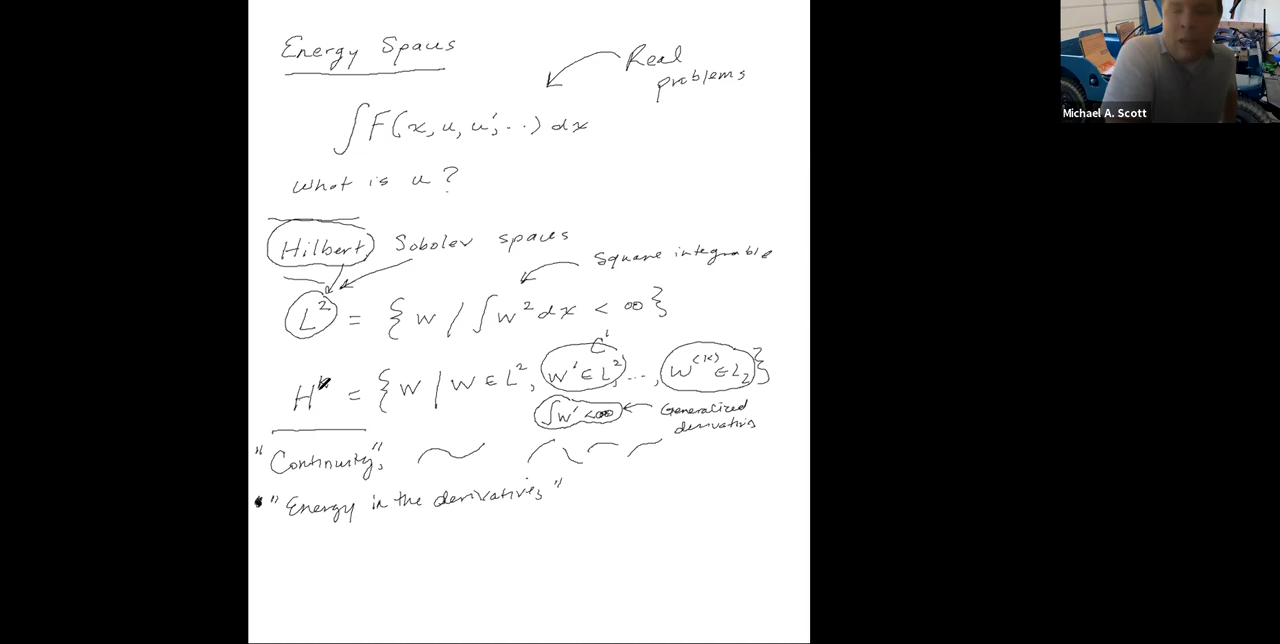 Energy Spaces
Real
problems
∫F(x, u, u', ...) dx
What is u?
Hilbert Sobolev spaces
Square integrable
L² = {w / ∫w² dx < ∞}
C'
Hᵏ = {w / w ∈ L², w' ∈ L², ..., w⁽ᵏ⁾ ∈ L₂}
∫w' < ∞ Generalized
derivatives
"Continuity",
"Energy in the derivatives"
Michael A. Scott